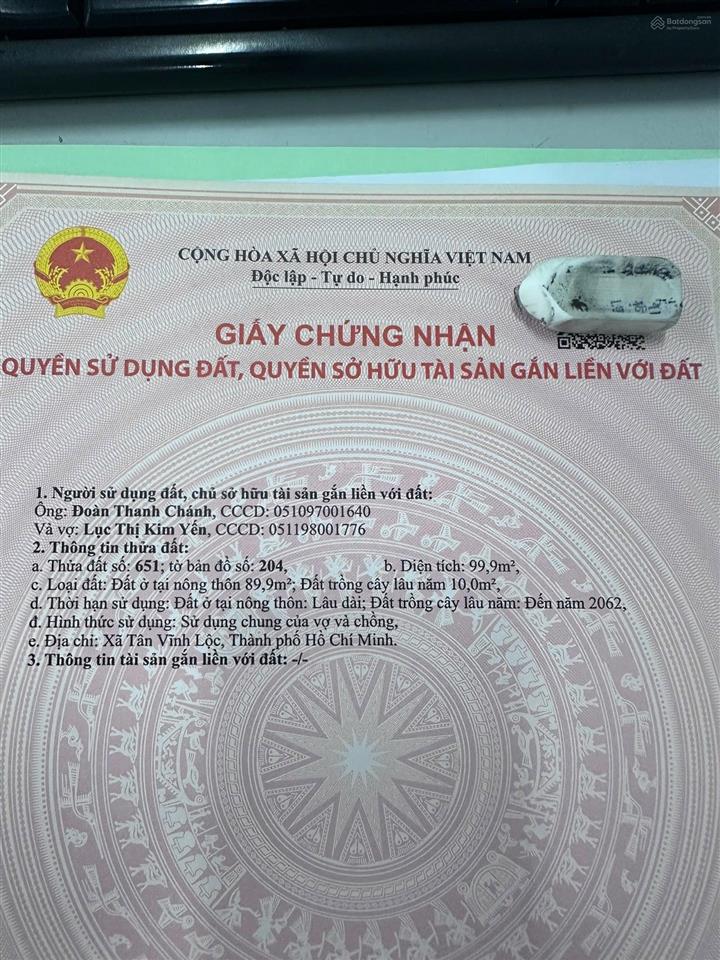 Batdongsan
by PropertyGuru
CỘNG HÒA XÃ HỘI CHỦ NGHĨA VIỆT NAM
Độc lập - Tự do - Hạnh phúc
GIẤY CHỨNG NHẬN
QUYỀN SỬ DỤNG ĐẤT, QUYỀN SỞ HỮU TÀI SẢN GẮN LIỀN VỚI ĐẤT
1. Người sử dụng đất, chủ sở hữu tài sản gắn liền với đất:
Ông: Đoàn Thanh Chánh, CCCD: 051097001640
Và vợ: Lục Thị Kim Yến, CCCD: 051198001776
2. Thông tin thửa đất:
a. Thửa đất số: 651; tờ bản đồ số: 204, b. Diện tích: 99,9m²,
c. Loại đất: Đất ở tại nông thôn 89,9m²; Đất trồng cây lâu năm 10,0m²,
d. Thời hạn sử dụng: Đất ở tại nông thôn: Lâu dài; Đất trồng cây lâu năm: Đến năm 2062,
đ. Hình thức sử dụng: Sử dụng chung của vợ và chồng,
e. Địa chỉ: Xã Tân Vĩnh Lộc, Thành phố Hồ Chí Minh.
3. Thông tin tài sản gắn liền với đất: -/-